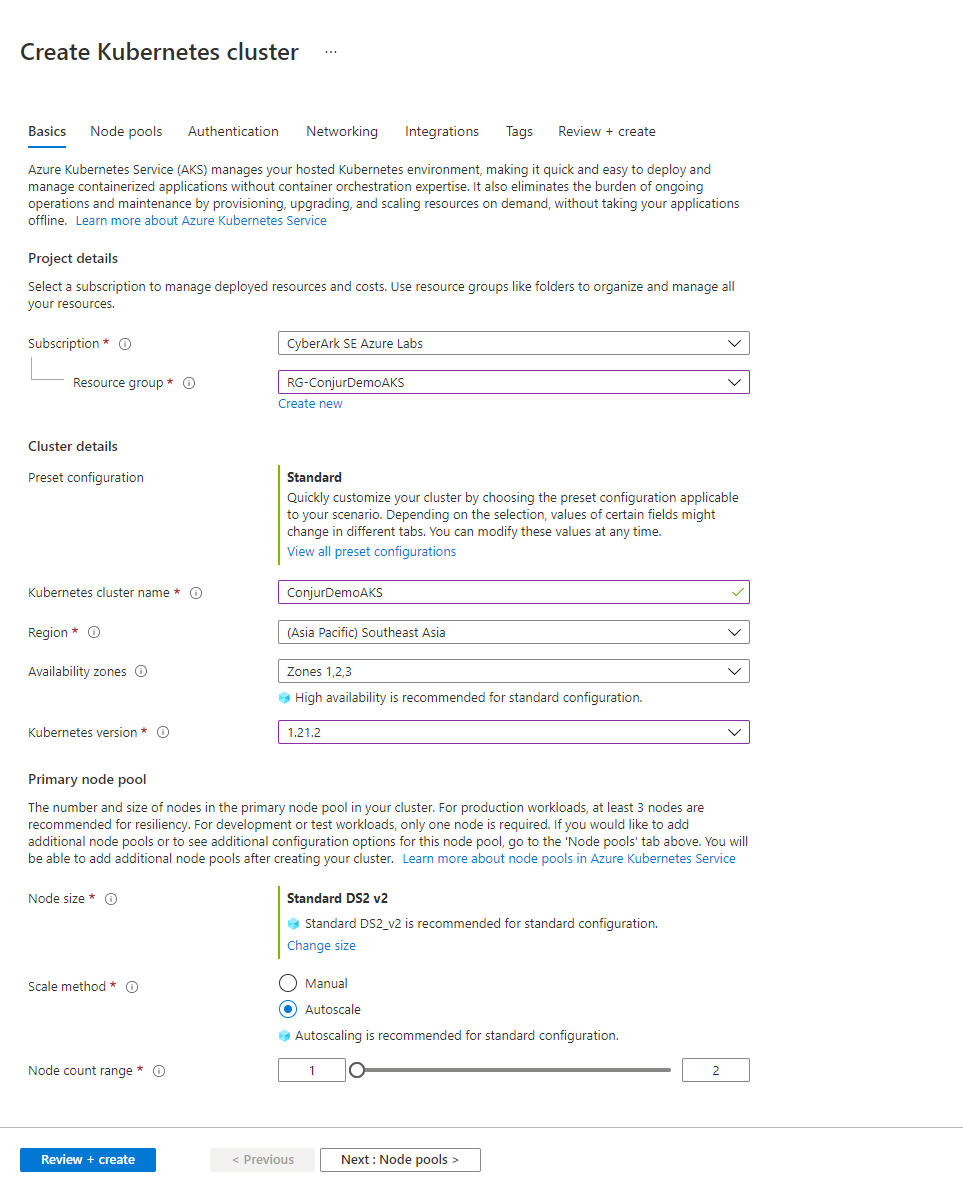 Create Kubernetes cluster ...
Basics Node pools Authentication Networking Integrations Tags Review + create
Azure Kubernetes Service (AKS) manages your hosted Kubernetes environment, making it quick and easy to deploy and
manage containerized applications without container orchestration expertise. It also eliminates the burden of ongoing
operations and maintenance by provisioning, upgrading, and scaling resources on demand, without taking your applications
offline. Learn more about Azure Kubernetes Service
Project details
Select a subscription to manage deployed resources and costs. Use resource groups like folders to organize and manage all
your resources.
Subscription * CyberArk SE Azure Labs
Resource group * RG-ConjurDemoAKS
Create new
Cluster details
Preset configuration Standard
Quickly customize your cluster by choosing the preset configuration applicable
to your scenario. Depending on the selection, values of certain fields might
change in different tabs. You can modify these values at any time.
View all preset configurations
Kubernetes cluster name * ConjurDemoAKS
Region * (Asia Pacific) Southeast Asia
Availability zones Zones 1,2,3
High availability is recommended for standard configuration.
Kubernetes version * 1.21.2
Primary node pool
The number and size of nodes in the primary node pool in your cluster. For production workloads, at least 3 nodes are
recommended for resiliency. For development or test workloads, only one node is required. If you would like to add
additional node pools or to see additional configuration options for this node pool, go to the 'Node pools' tab above. You will
be able to add additional node pools after creating your cluster. Learn more about node pools in Azure Kubernetes Service
Node size * Standard DS2 v2
Standard DS2_v2 is recommended for standard configuration.
Change size
Scale method * Manual
Autoscale
Autoscaling is recommended for standard configuration.
Node count range * 1 2
Review + create < Previous Next : Node pools >